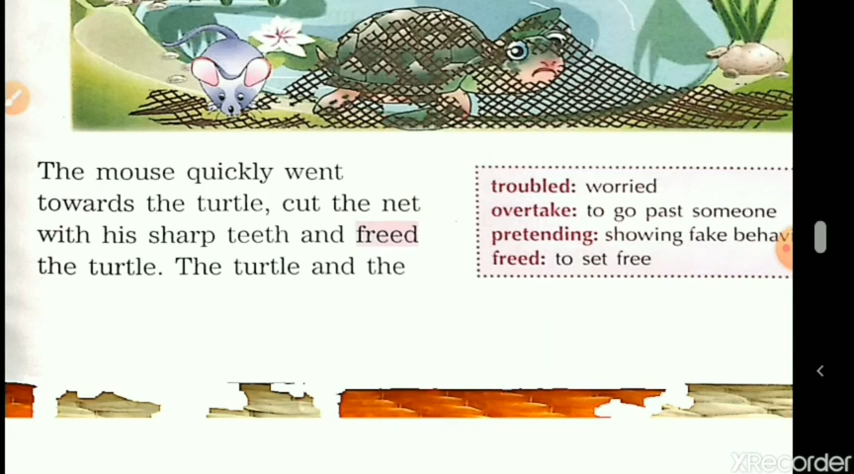 The mouse quickly went
towards the turtle, cut the net
with his sharp teeth and freed
the turtle. The turtle and the
troubled: worried
overtake: to go past someone
pretending: showing fake behav
freed: to set free
XRecorder